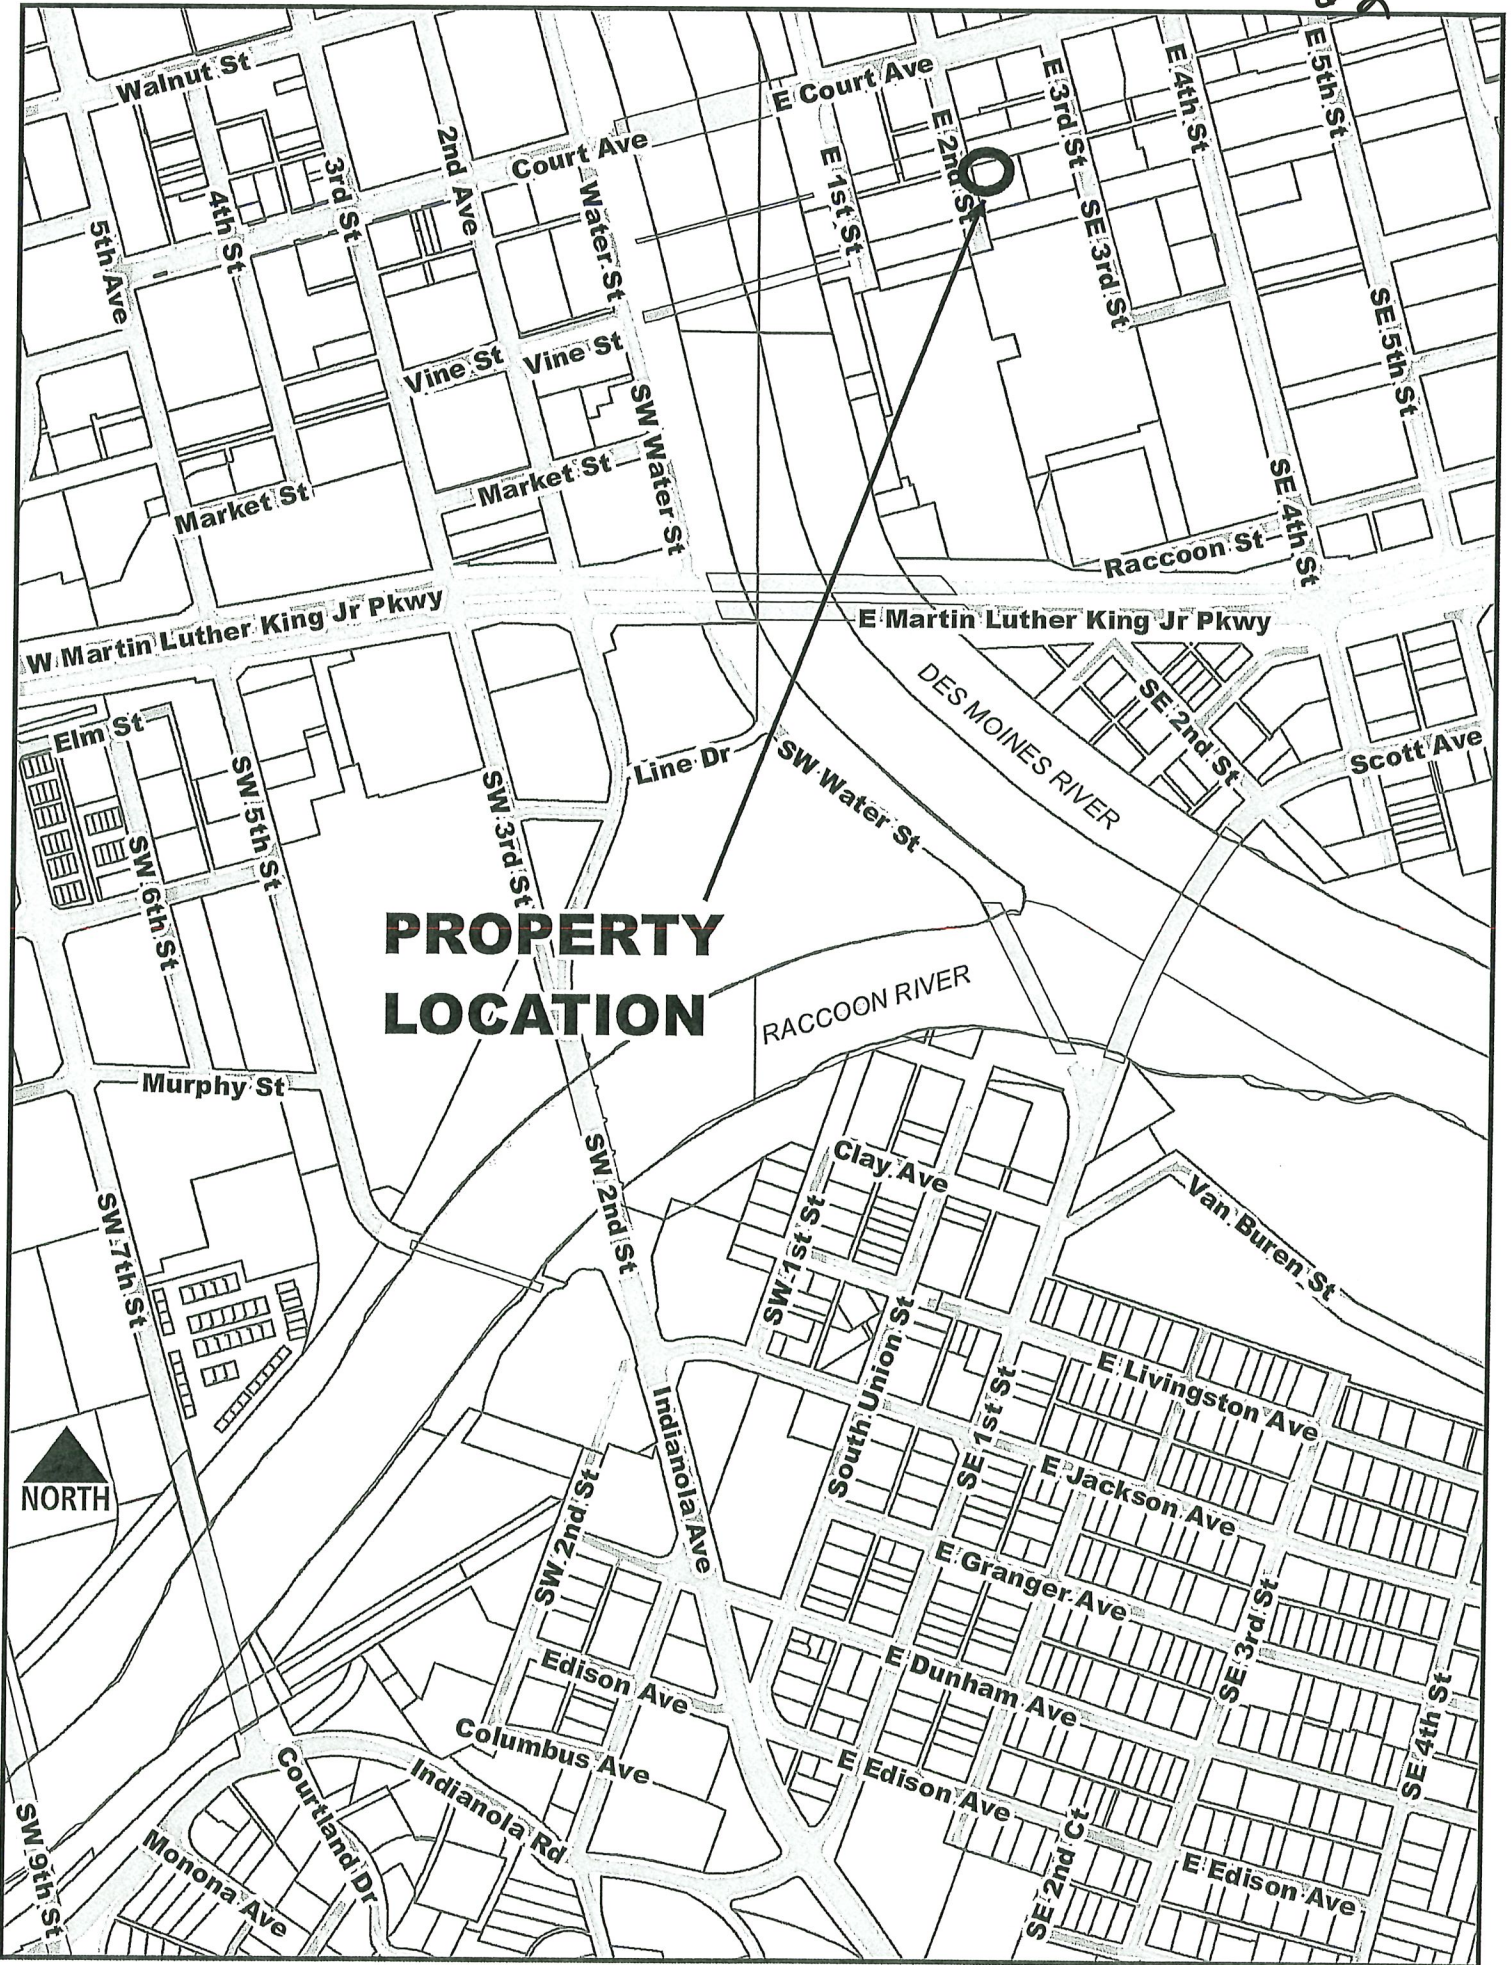 Walnut St
E Court Ave
E 3rd St
E 4th St
E 5th St
E 2nd St
Court Ave
2nd Ave
3rd St
4th St
5th Ave
Water St
E 1st St
SE 3rd St
SE 5th St
Vine St
Vine St
SW Water St
Market St
Market St
SE 4th St
Raccoon St
W Martin Luther King Jr Pkwy
E Martin Luther King Jr Pkwy
DES MOINES RIVER
SE 2nd St
Scott Ave
Elm St
SW 5th St
SW 3rd St
Line Dr
SW Water St
SW 6th St
PROPERTY
LOCATION
RACCOON RIVER
Murphy St
SW 2nd St
Clay Ave
SW 1st St
Van Buren St
SW 7th St
South Union St
E Livingston Ave
SE 1st St
Indianola Ave
E Jackson Ave
NORTH
SW 2nd St
E Granger Ave
SE 3rd St
Edison Ave
E Dunham Ave
SE 4th St
Columbus Ave
E Edison Ave
Indianola Rd
Courtland Dr
SW 9th St
Monona Ave
SE 2nd Ct
E Edison Ave